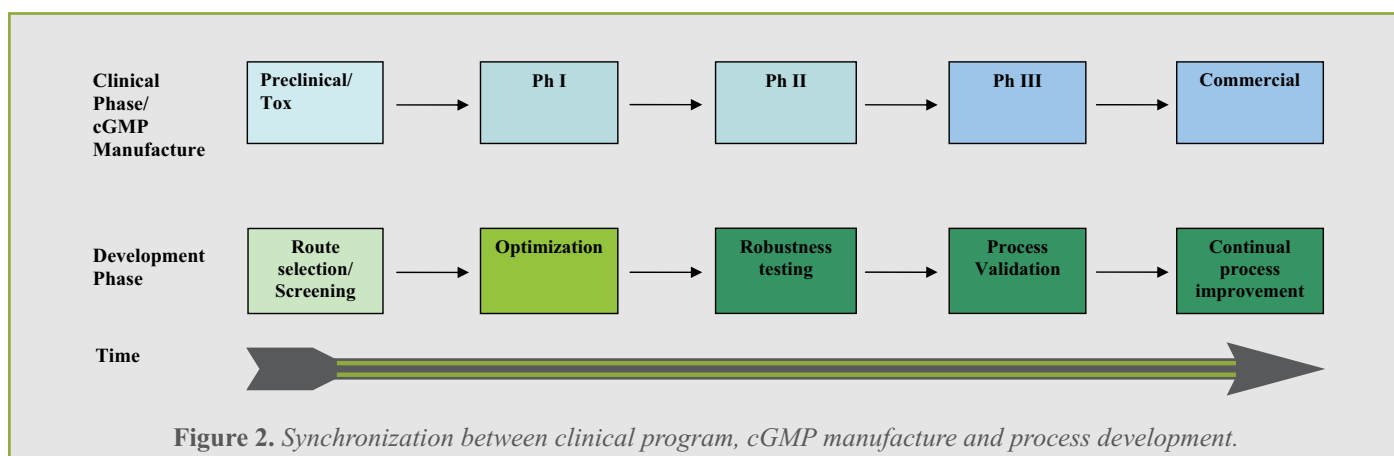 Clinical
Phase/
cGMP
Manufacture
Preclinical/
Tox
Ph I
Ph II
Ph III
Commercial
Development
Phase
Route
selection/
Screening
Optimization
Robustness
testing
Process
Validation
Continual
process
improvement
Time
Figure 2. Synchronization between clinical program, cGMP manufacture and process development.